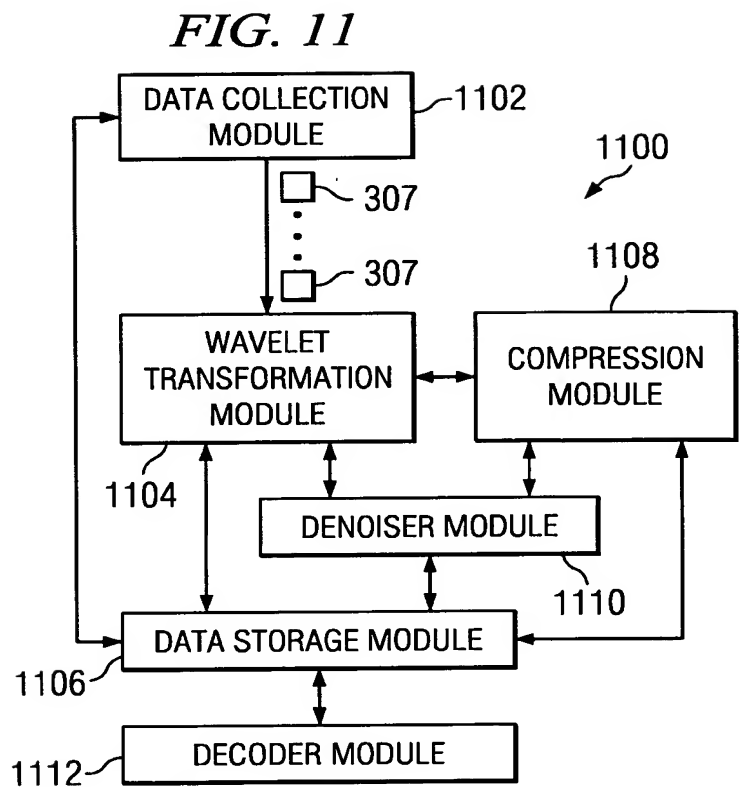 FIG. 11
DATA COLLECTION
MODULE
1102
1100
307
307
1108
WAVELET
TRANSFORMATION
MODULE
COMPRESSION
MODULE
1104
DENOISER MODULE
1110
DATA STORAGE MODULE
1106
DECODER MODULE
1112